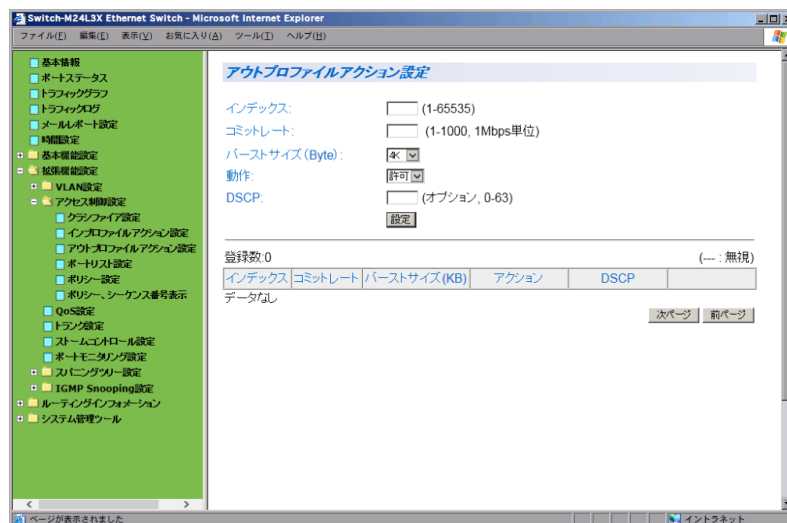 Switch-M24L3X Ethernet Switch - Microsoft Internet Explorer
ファイル(F) 編集(E) 表示(V) お気に入り(A) ツール(T) ヘルプ(H)
基本情報
ポートステータス
トラフィックグラフ
トラフィックログ
メールレポート設定
時間設定
基本機能設定
拡張機能設定
VLAN設定
アクセス制御設定
クラシファイア設定
インプロファイルアクション設定
アウトプロファイルアクション設定
ポートリスト設定
ポリシー設定
ポリシー、シーケンス番号表示
QoS設定
トランク設定
ストームコントロール設定
ポートモニタリング設定
スパニングツリー設定
IGMP Snooping設定
ルーティングインフォメーション
システム管理ツール
アウトプロファイルアクション設定
インデックス: (1-65535)
コミットレート: (1-1000, 1Mbps単位)
バーストサイズ(Byte): 4K
動作: 許可
DSCP: (オプション, 0-63)
設定
登録数:0 (--- : 無視)
インデックス コミットレート バーストサイズ(KB) アクション DSCP
データなし
次ページ 前ページ
ページが表示されました イントラネット